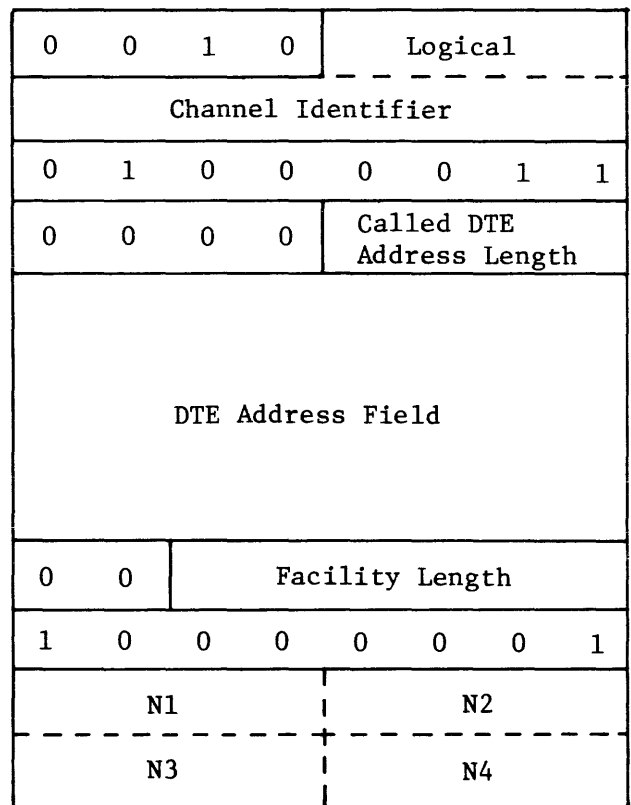 0 0 1 0 Logical
Channel Identifier
0 1 0 0 0 0 1 1
0 0 0 0 Called DTE
Address Length
DTE Address Field
0 0 Facility Length
1 0 0 0 0 0 0 1
N1 N2
N3 N4